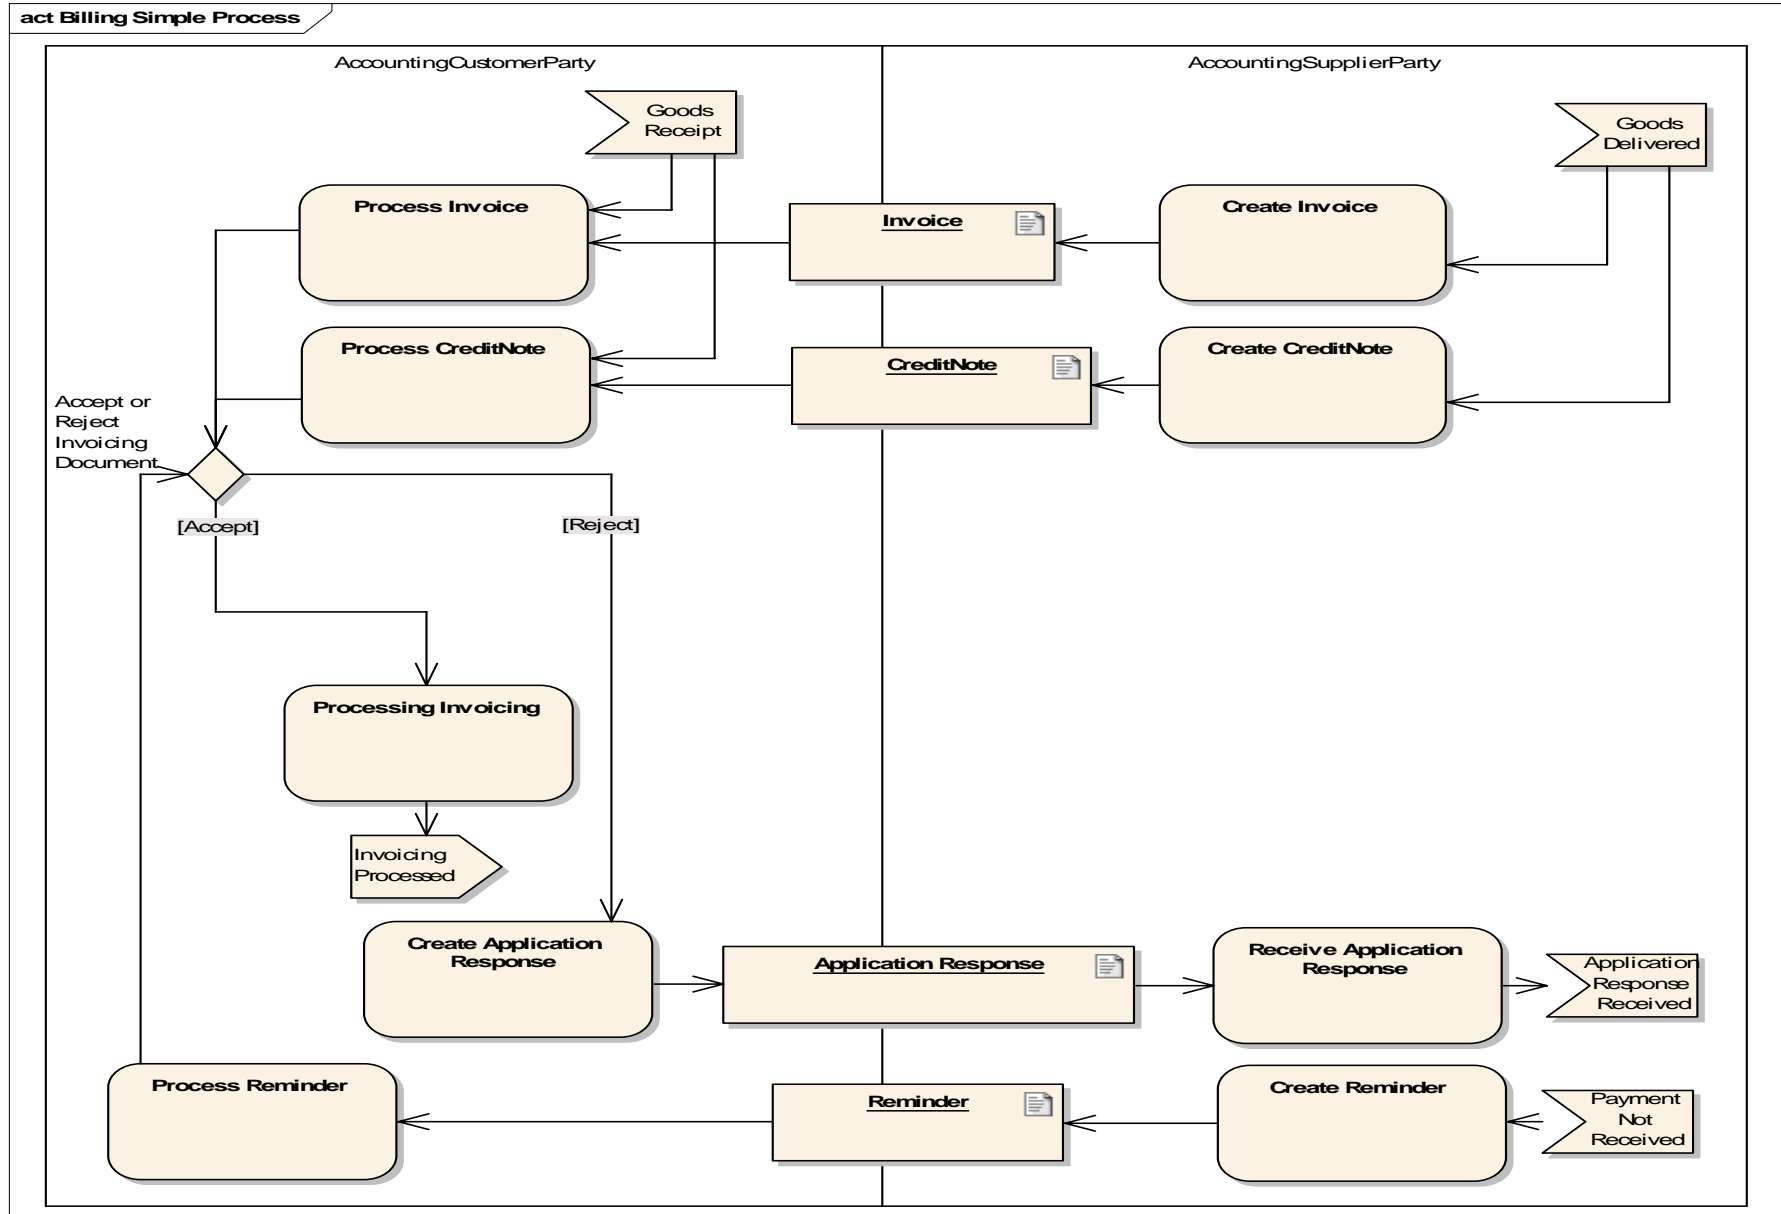 act Billing Simple Process
AccountingCustomerParty
AccountingSupplierParty
Goods
Receipt
Goods
Delivered
Process Invoice
Invoice
Create Invoice
Process CreditNote
CreditNote
Create CreditNote
Accept or
Reject
Invoicing
Document
[Accept]
[Reject]
Processing Invoicing
Invoicing
Processed
Create Application
Response
Application Response
Receive Application
Response
Application
Response
Received
Process Reminder
Reminder
Create Reminder
Payment
Not
Received